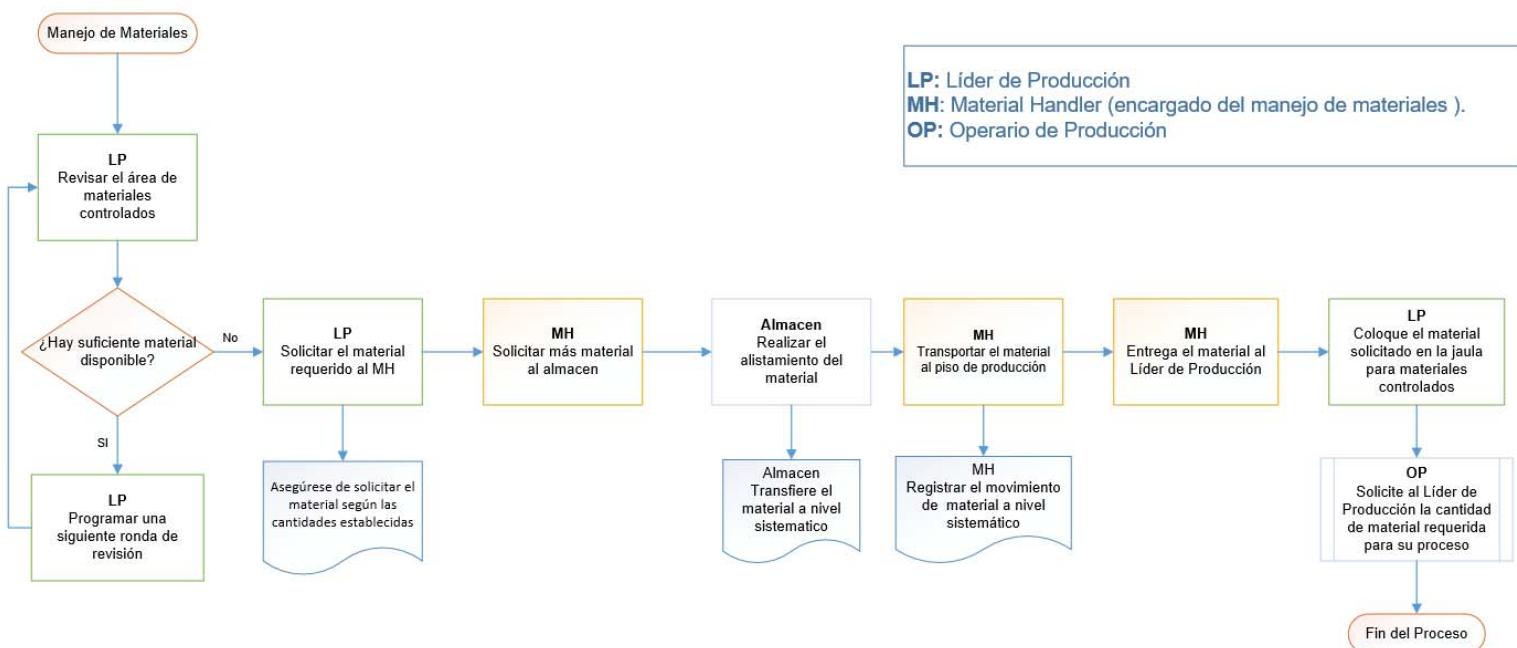 Manejo de Materiales
LP: Líder de Producción
MH: Material Handler (encargado del manejo de materiales ).
OP: Operario de Producción
LP
Revisar el área de
materiales
controlados
¿Hay suficiente material
disponible?
No
SI
LP
Programar una
siguiente ronda de
revisión
LP
Solicitar el material
requerido al MH
Asegúrese de solicitar el
material según las
cantidades establecidas
MH
Solicitar más material
al almacen
Almacen
Realizar el
alistamiento del
material
Almacen
Transfiere el
material a nivel
sistematico
MH
Transportar el material
al piso de producción
MH
Registrar el movimiento
de material a nivel
sistemático
MH
Entrega el material al
Líder de Producción
LP
Coloque el material
solicitado en la jaula
para materiales
controlados
OP
Solicite al Líder de
Producción la cantidad
de material requerida
para su proceso
Fin del Proceso